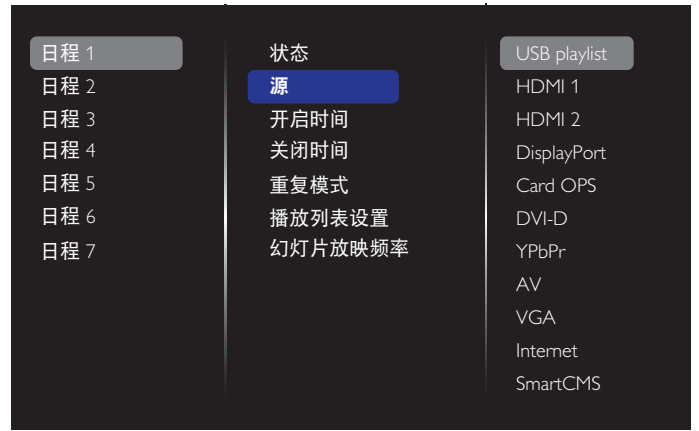 日程 1
日程 2
日程 3
日程 4
日程 5
日程 6
日程 7
状态
源
开启时间
关闭时间
重复模式
播放列表设置
幻灯片放映频率
USB playlist
HDMI 1
HDMI 2
DisplayPort
Card OPS
DVI-D
YPbPr
AV
VGA
Internet
SmartCMS